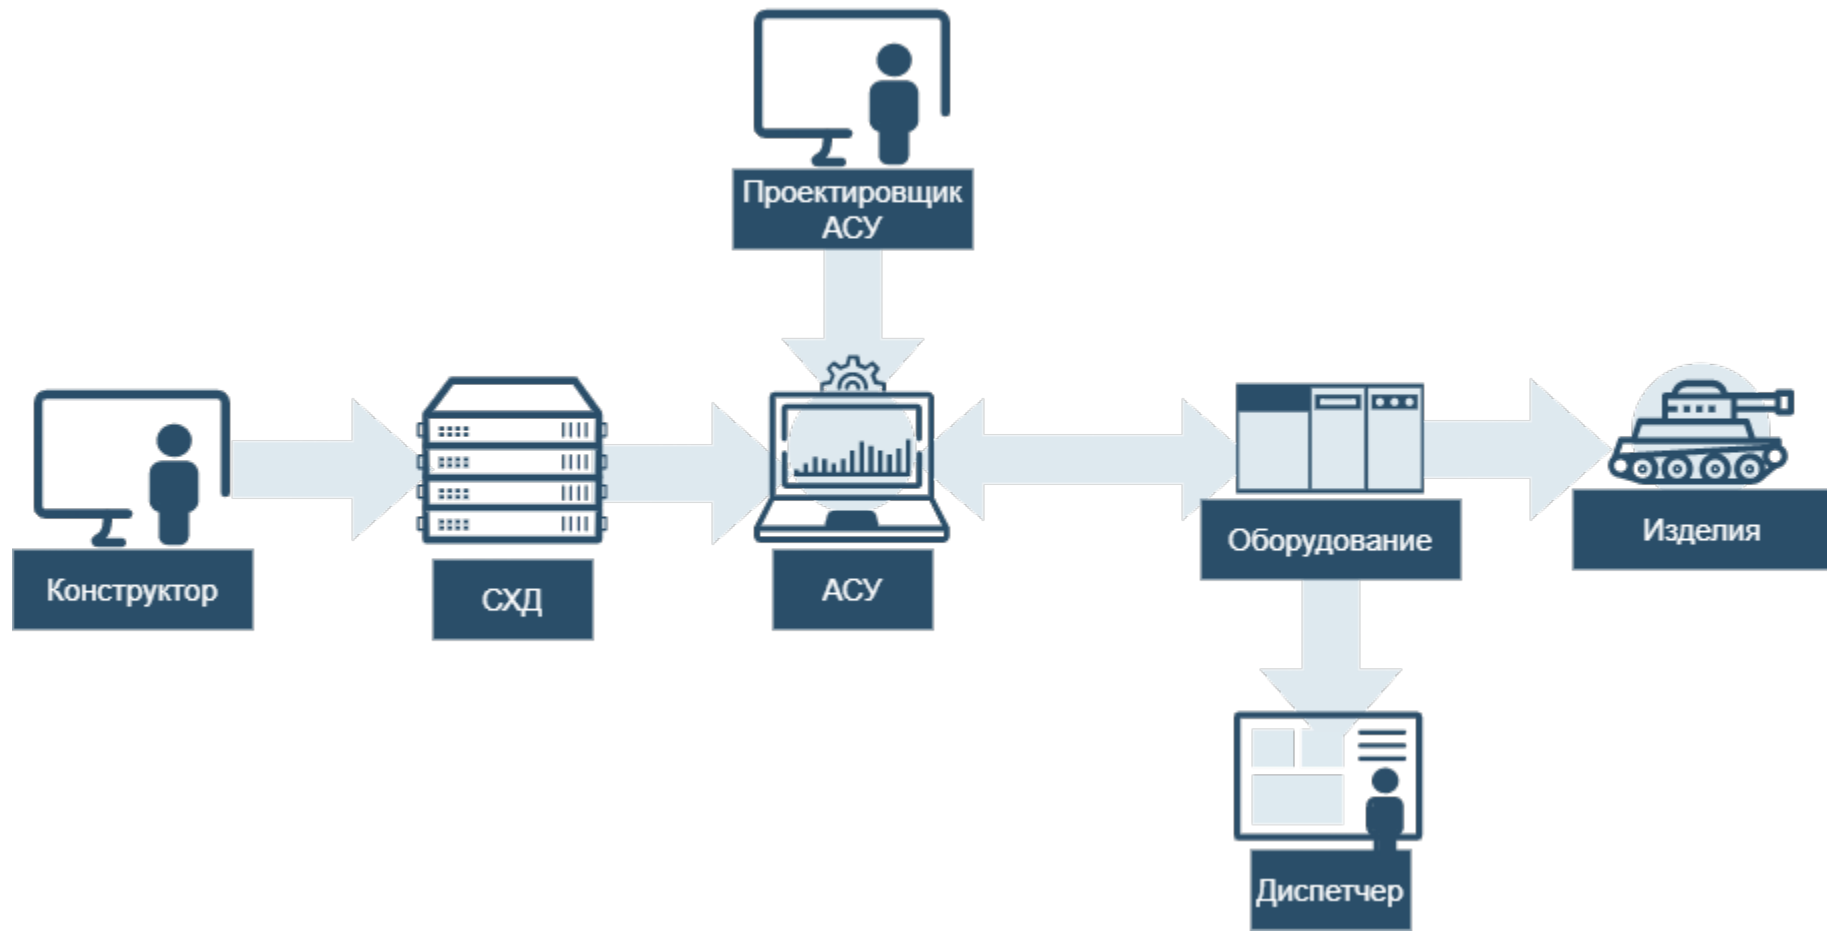 Проектировщик
АСУ
Конструктор
СХД
АСУ
Оборудование
Изделия
Диспетчер